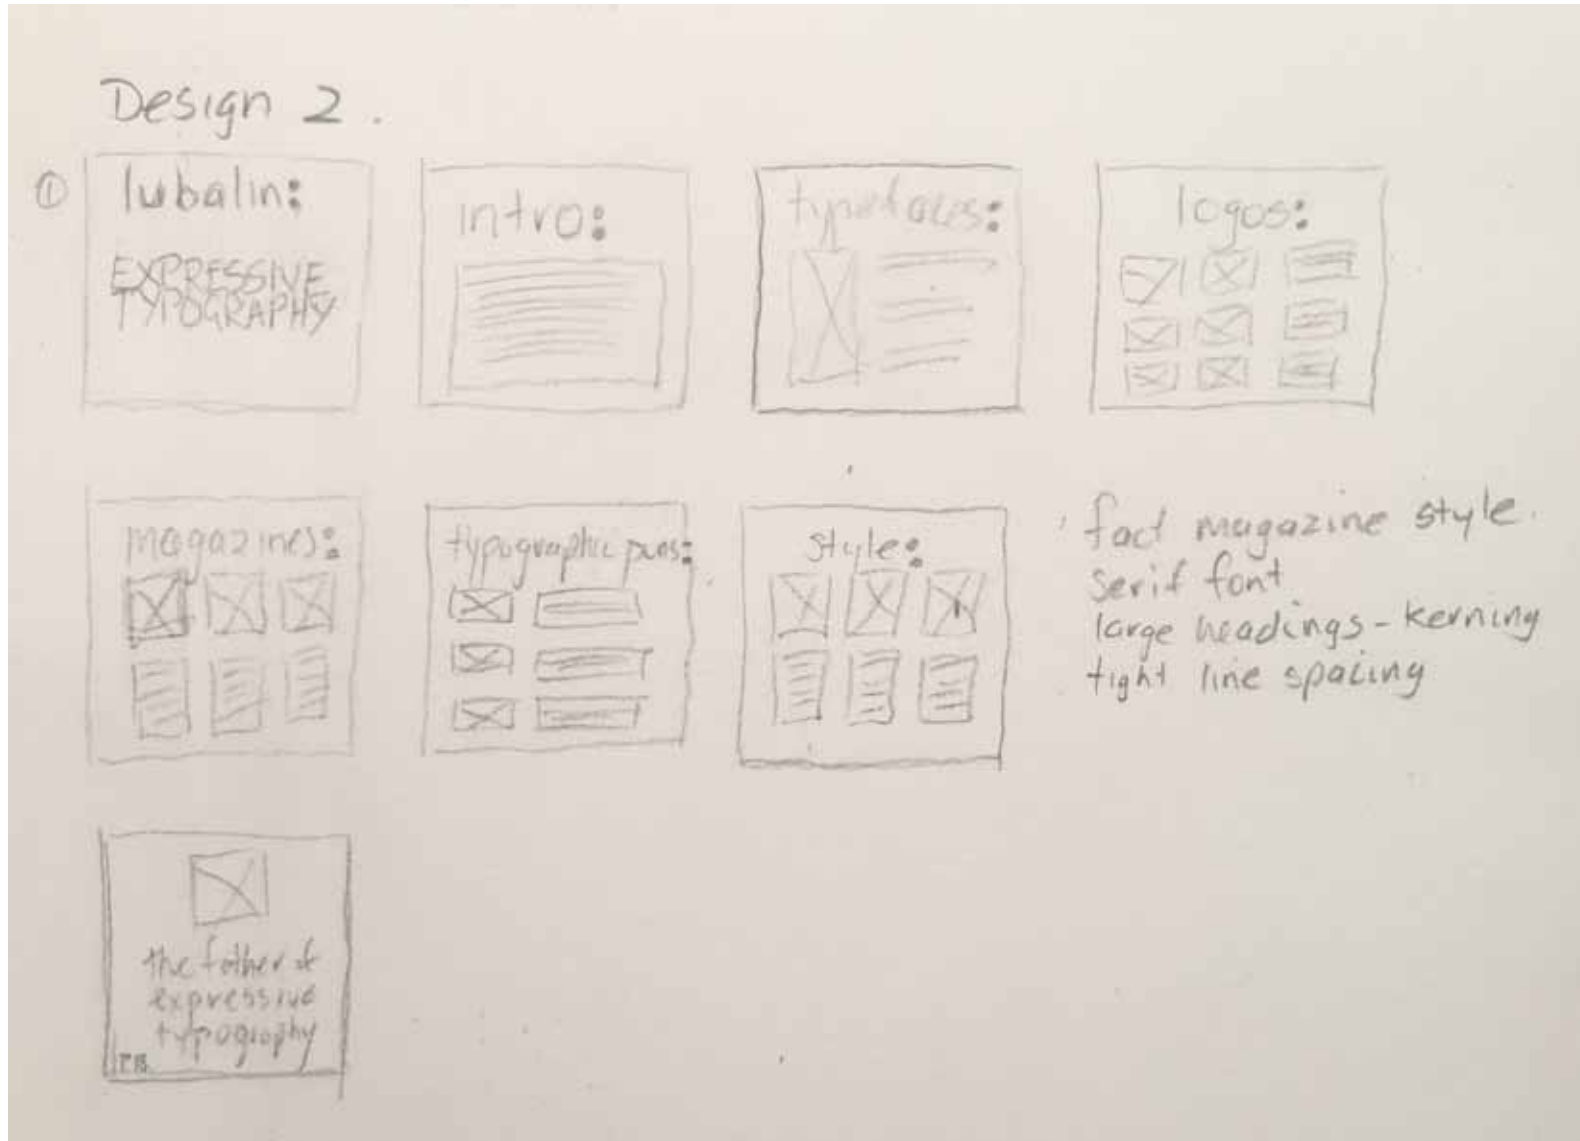 Design 2.
①
lubalin:
EXPRESSIVE
TYPOGRAPHY
intro:
typefaces:
logos:
magazines:
typographic puns:
style:
fact magazine style.
serif font
large headings - kerning
tight line spacing
the father of
expressive
typography